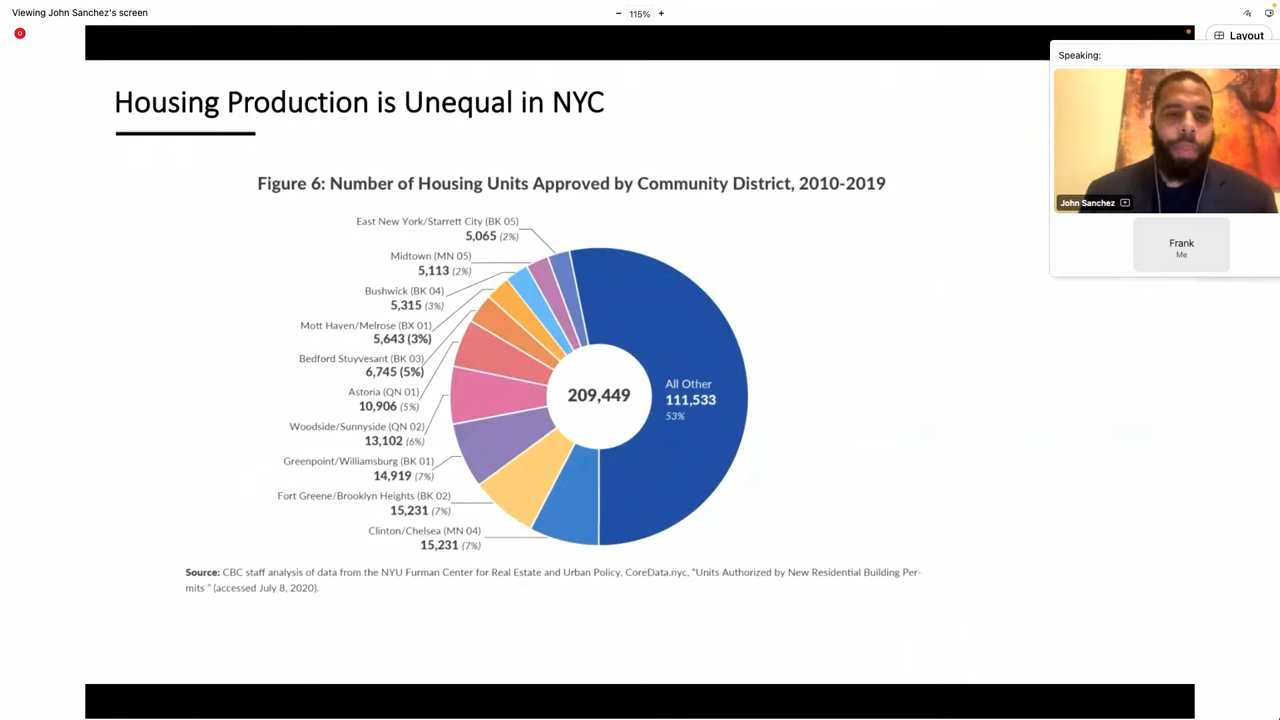 Viewing John Sanchez's screen
− 115% +
Layout
Speaking:
John Sanchez
Frank
Me
Housing Production is Unequal in NYC
Figure 6: Number of Housing Units Approved by Community District, 2010-2019
East New York/Starrett City (BK 05)
5,065 (2%)
Midtown (MN 05)
5,113 (2%)
Bushwick (BK 04)
5,315 (3%)
Mott Haven/Melrose (BX 01)
5,643 (3%)
Bedford Stuyvesant (BK 03)
6,745 (5%)
Astoria (QN 01)
10,906 (5%)
Woodside/Sunnyside (QN 02)
13,102 (6%)
Greenpoint/Williamsburg (BK 01)
14,919 (7%)
Fort Greene/Brooklyn Heights (BK 02)
15,231 (7%)
Clinton/Chelsea (MN 04)
15,231 (7%)
209,449
All Other
111,533
53%
Source: CBC staff analysis of data from the NYU Furman Center for Real Estate and Urban Policy, CoreData.nyc, "Units Authorized by New Residential Building Per-
mits " (accessed July 8, 2020).